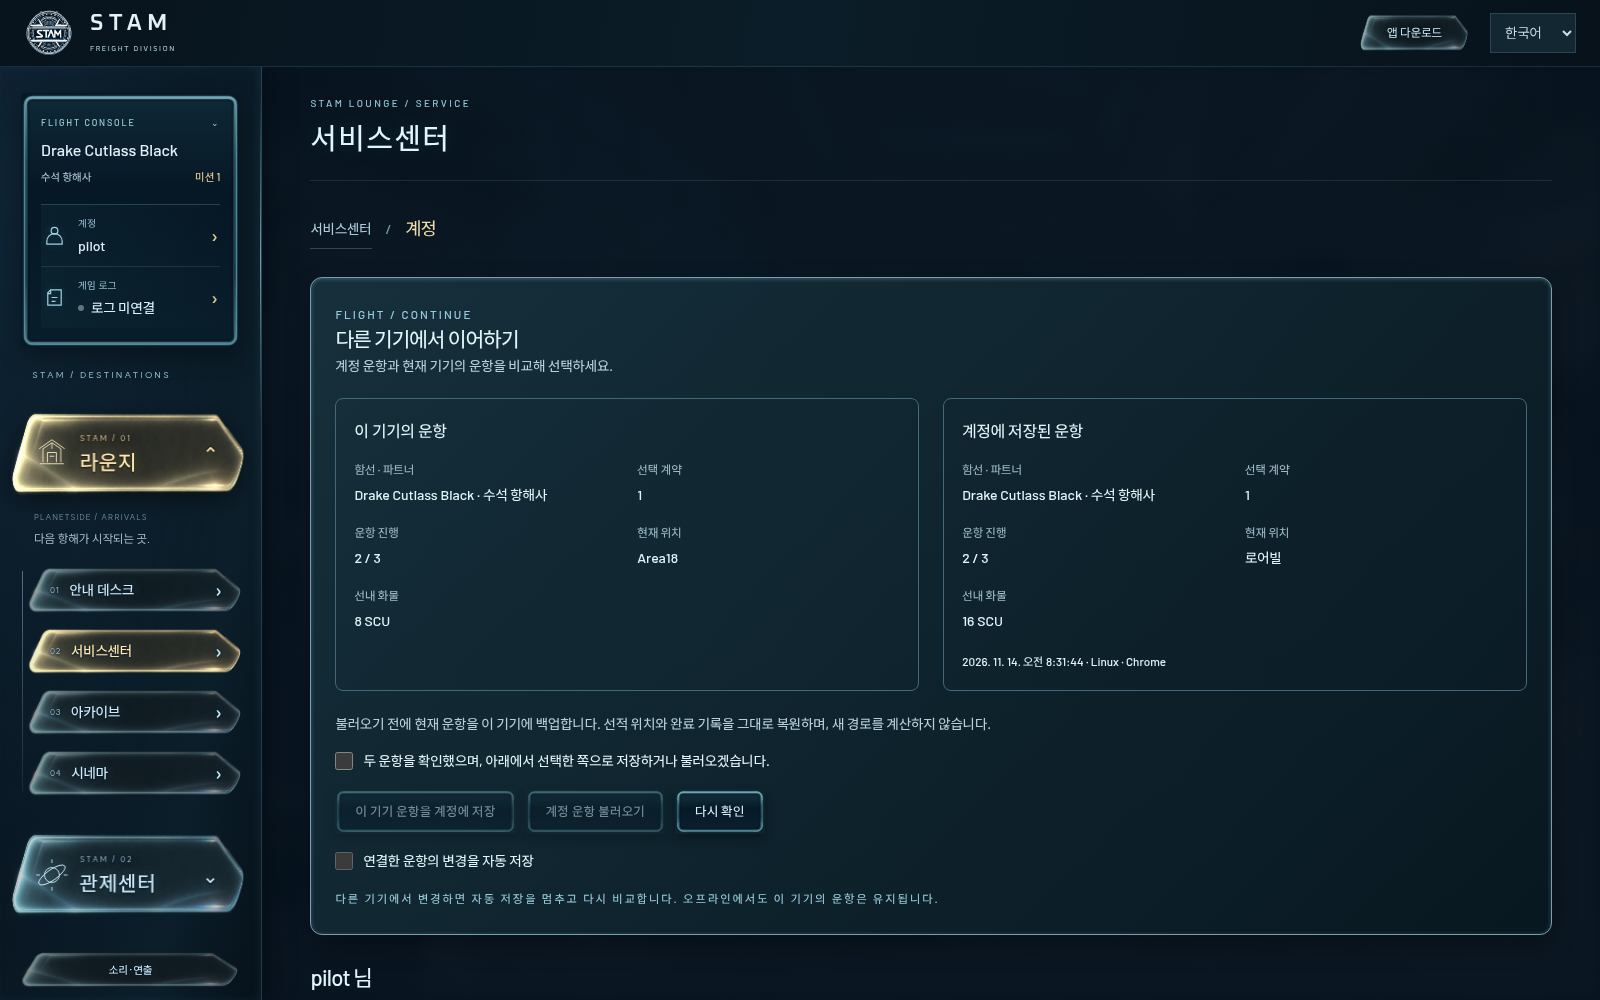 STAM
STAM
FREIGHT DIVISION
앱 다운로드
한국어
FLIGHT CONSOLE
Drake Cutlass Black
수석 항해사
미션 1
계정
pilot
게임 로그
로그 미연결
STAM / DESTINATIONS
STAM / 01
라운지
PLANETSIDE / ARRIVALS
다음 항해가 시작되는 곳.
01 안내 데스크
02 서비스센터
03 아카이브
04 시네마
STAM / 02
관제센터
소리·연출
STAM LOUNGE / SERVICE
서비스센터
서비스센터 / 계정
FLIGHT / CONTINUE
다른 기기에서 이어하기
계정 운항과 현재 기기의 운항을 비교해 선택하세요.
이 기기의 운항
함선 · 파트너
Drake Cutlass Black · 수석 항해사
선택 계약
1
운항 진행
2 / 3
현재 위치
Area18
선내 화물
8 SCU
계정에 저장된 운항
함선 · 파트너
Drake Cutlass Black · 수석 항해사
선택 계약
1
운항 진행
2 / 3
현재 위치
로어빌
선내 화물
16 SCU
2026. 11. 14. 오전 8:31:44 · Linux · Chrome
불러오기 전에 현재 운항을 이 기기에 백업합니다. 선적 위치와 완료 기록을 그대로 복원하며, 새 경로를 계산하지 않습니다.
두 운항을 확인했으며, 아래에서 선택한 쪽으로 저장하거나 불러오겠습니다.
이 기기 운항을 계정에 저장
계정 운항 불러오기
다시 확인
연결한 운항의 변경을 자동 저장
다른 기기에서 변경하면 자동 저장을 멈추고 다시 비교합니다. 오프라인에서도 이 기기의 운항은 유지됩니다.
pilot 님